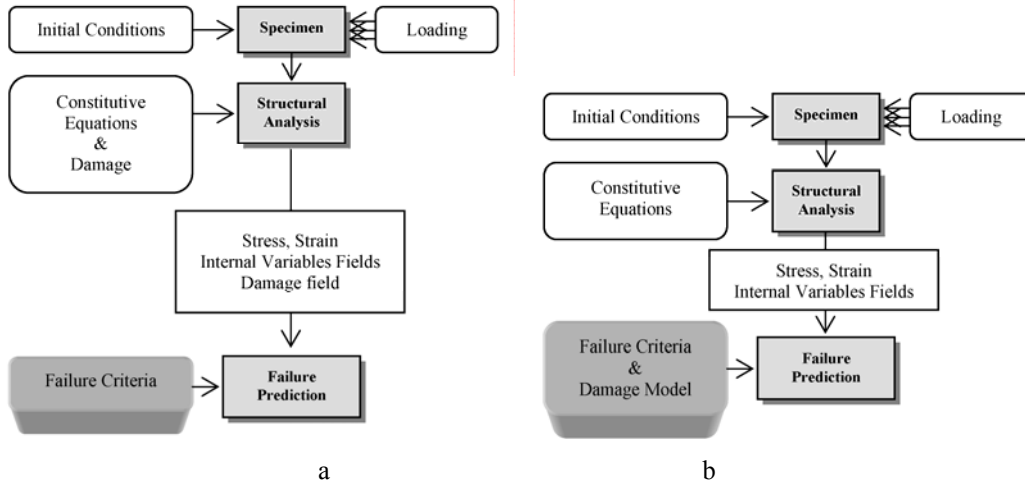 Initial Conditions
Specimen
Loading
Constitutive
Equations
&
Damage
Structural
Analysis
Stress, Strain
Internal Variables Fields
Damage field
Failure Criteria
Failure
Prediction
a
Initial Conditions
Specimen
Loading
Constitutive
Equations
Structural
Analysis
Stress, Strain
Internal Variables Fields
Failure Criteria
&
Damage Model
Failure
Prediction
b